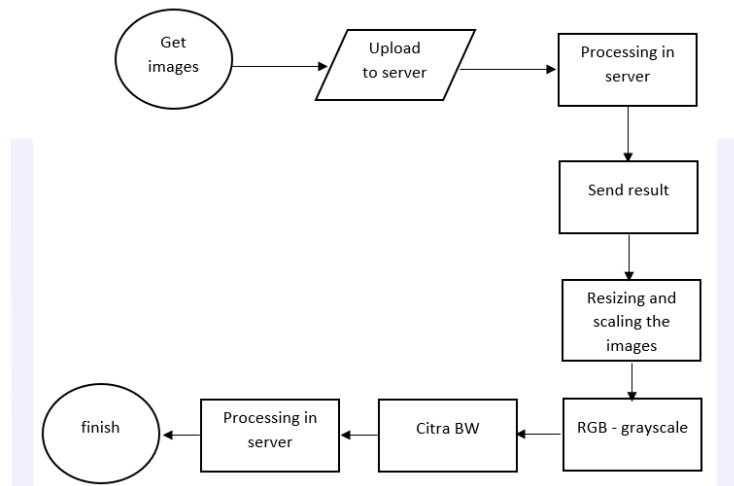 Get
images
Upload
to server
Processing in
server
Send result
Resizing and
scaling the
images
RGB - grayscale
Citra BW
Processing in
server
finish